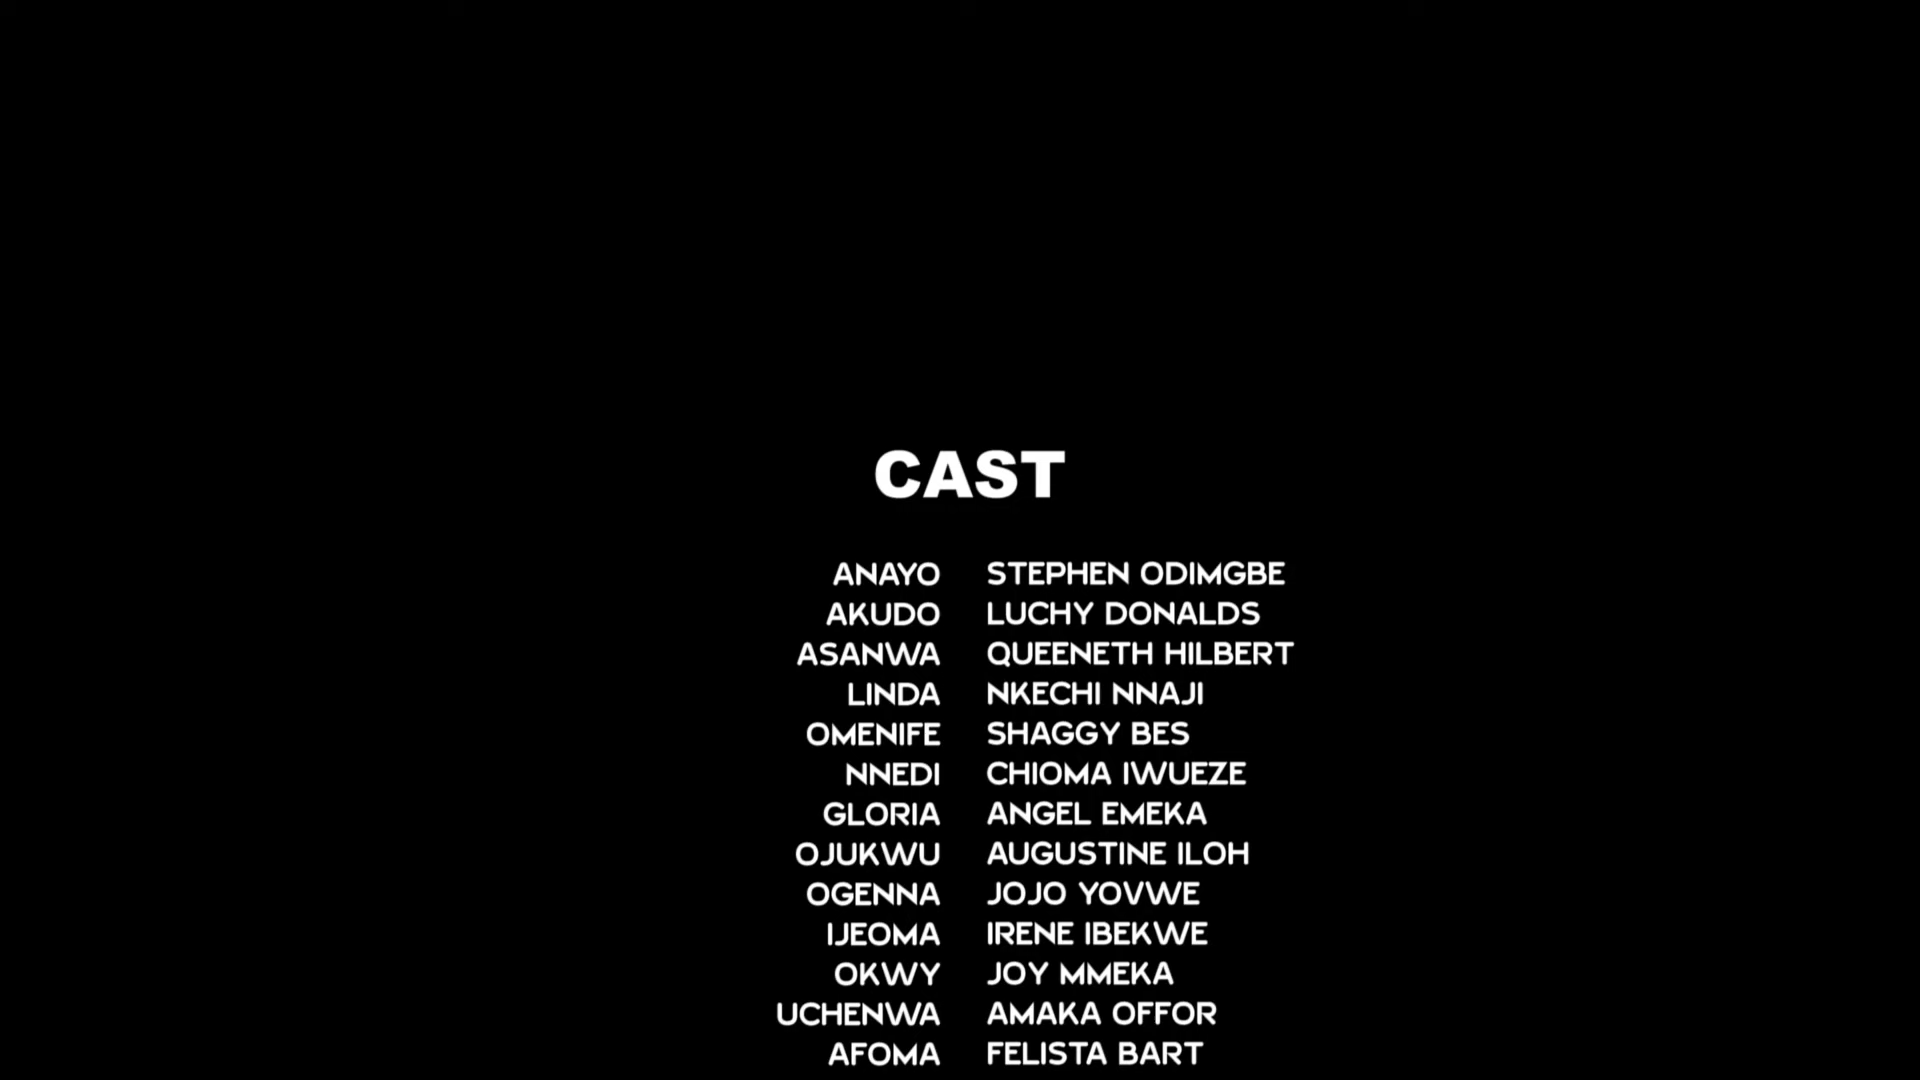 CAST
ANAYO STEPHEN ODIMGBE
AKUDO LUCHY DONALDS
ASANWA QUEENETH HILBERT
LINDA NKECHI NNAJI
OMENIFE SHAGGY BES
NNEDI CHIOMA IWUEZE
GLORIA ANGEL EMEKA
OJUKWU AUGUSTINE ILOH
OGENNA JOJO YOVWE
IJEOMA IRENE IBEKWE
OKWY JOY MMEKA
UCHENWA AMAKA OFFOR
AFOMA FELISTA BART